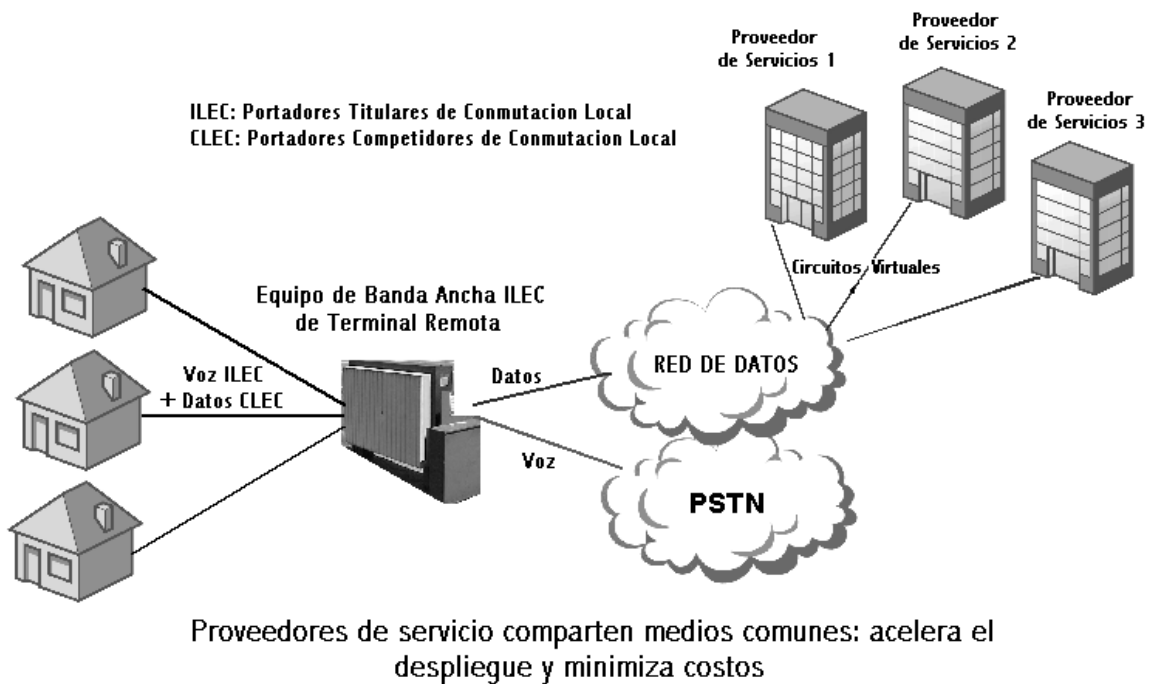 Proveedor
de Servicios 1
Proveedor
de Servicios 2
Proveedor
de Servicios 3
ILEC: Portadores Titulares de Conmutacion Local
CLEC: Portadores Competidores de Conmutacion Local
Circuitos Virtuales
Equipo de Banda Ancha ILEC
de Terminal Remota
Voz ILEC
+ Datos CLEC
Datos
RED DE DATOS
Voz
PSTN
Proveedores de servicio comparten medios comunes: acelera el
despliegue y minimiza costos